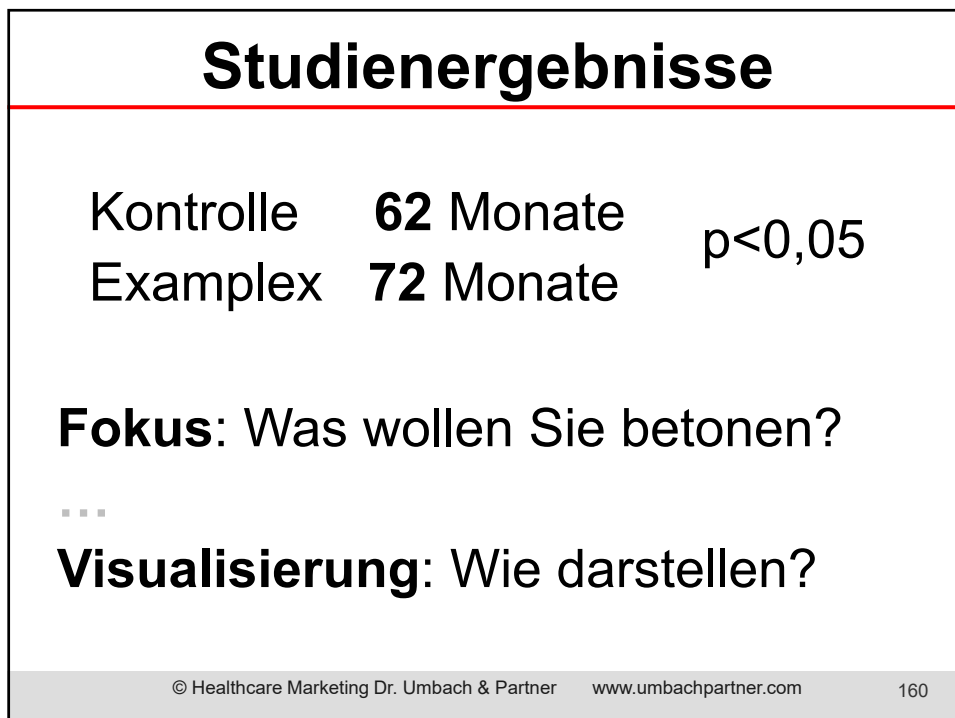 Studienergebnisse
Kontrolle 62 Monate
p<0,05
Examplex 72 Monate
Fokus: Was wollen Sie betonen?
...
Visualisierung: Wie darstellen?
© Healthcare Marketing Dr. Umbach & Partner www.umbachpartner.com 160